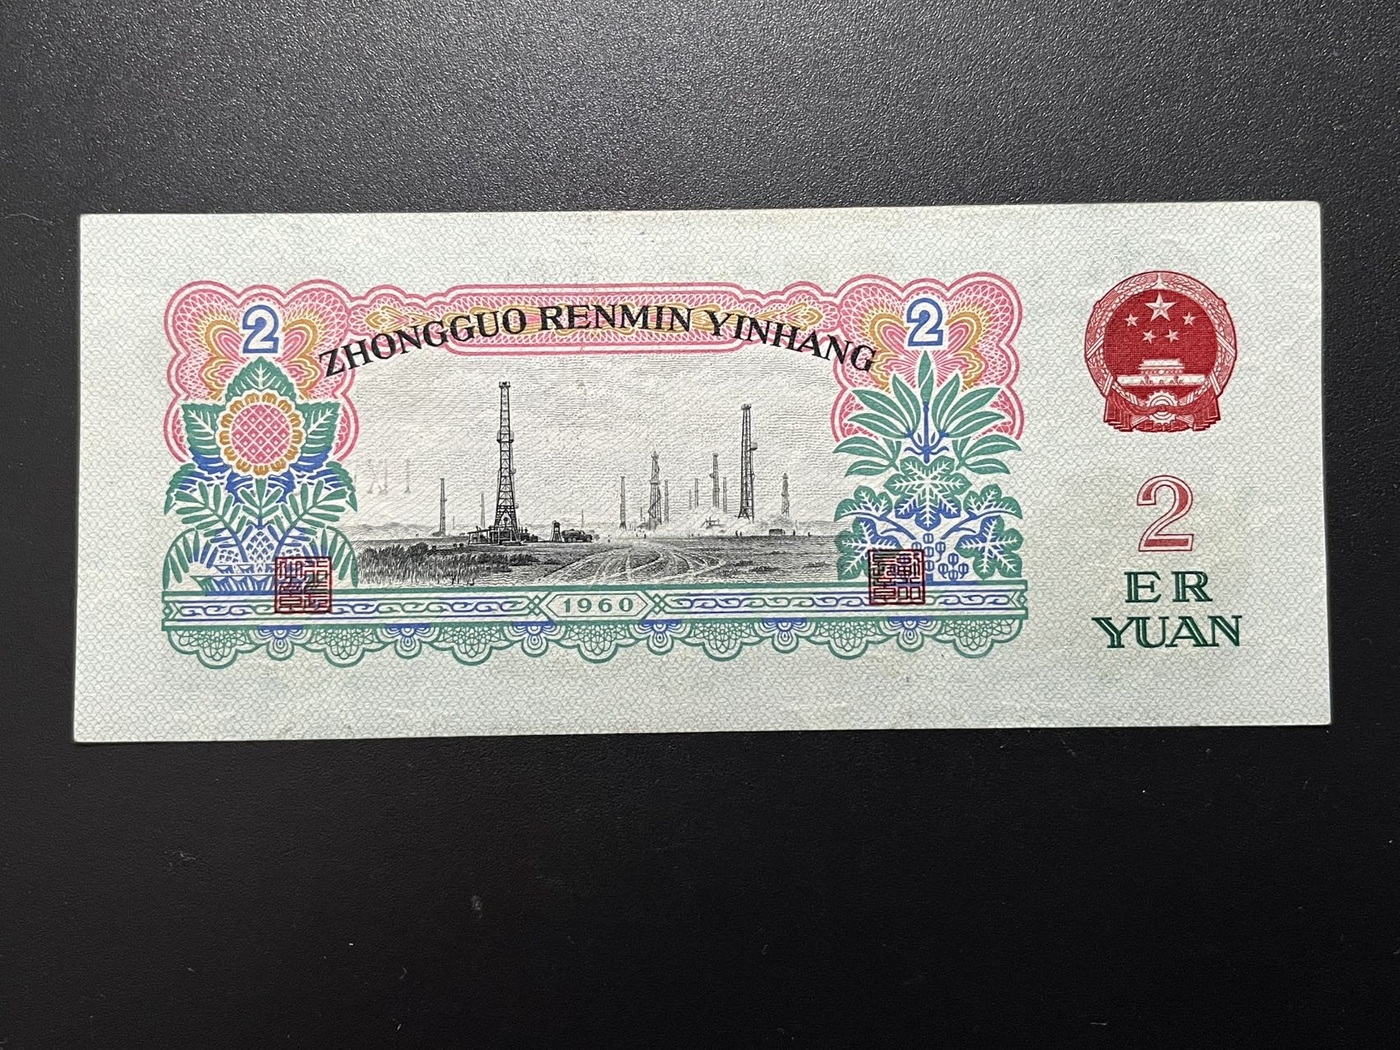 2
2
ZHONGGUO RENMIN YINHANG
1960
2
ER
YUAN